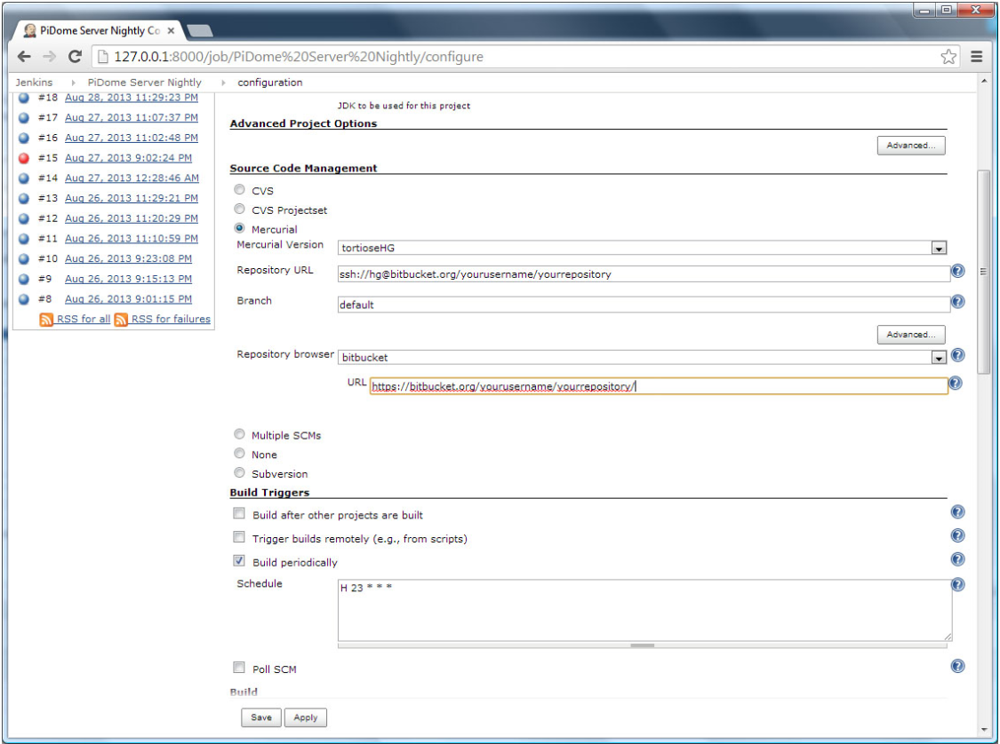 PiDome Server Nightly Co
127.0.0.1:8000/job/PiDome%20Server%20Nightly/configure
Jenkins PiDome Server Nightly configuration
#18 Aug 28, 2013 11:29:23 PM
#17 Aug 27, 2013 11:07:37 PM
#16 Aug 27, 2013 11:02:48 PM
#15 Aug 27, 2013 9:02:24 PM
#14 Aug 27, 2013 12:28:46 AM
#13 Aug 26, 2013 11:29:21 PM
#12 Aug 26, 2013 11:20:29 PM
#11 Aug 26, 2013 11:10:59 PM
#10 Aug 26, 2013 9:23:08 PM
#9 Aug 26, 2013 9:15:13 PM
#8 Aug 26, 2013 9:01:15 PM
RSS for all RSS for failures
JDK to be used for this project
Advanced Project Options
Advanced...
Source Code Management
CVS
CVS Projectset
Mercurial
Mercurial Version tortioseHG
Repository URL ssh://hg@bitbucket.org/yourusername/yourrepository
Branch default
Advanced...
Repository browser bitbucket
URL https://bitbucket.org/yourusername/yourrepository/
Multiple SCMs
None
Subversion
Build Triggers
Build after other projects are built
Trigger builds remotely (e.g., from scripts)
Build periodically
Schedule H 23 * * *
Poll SCM
Build
Save Apply